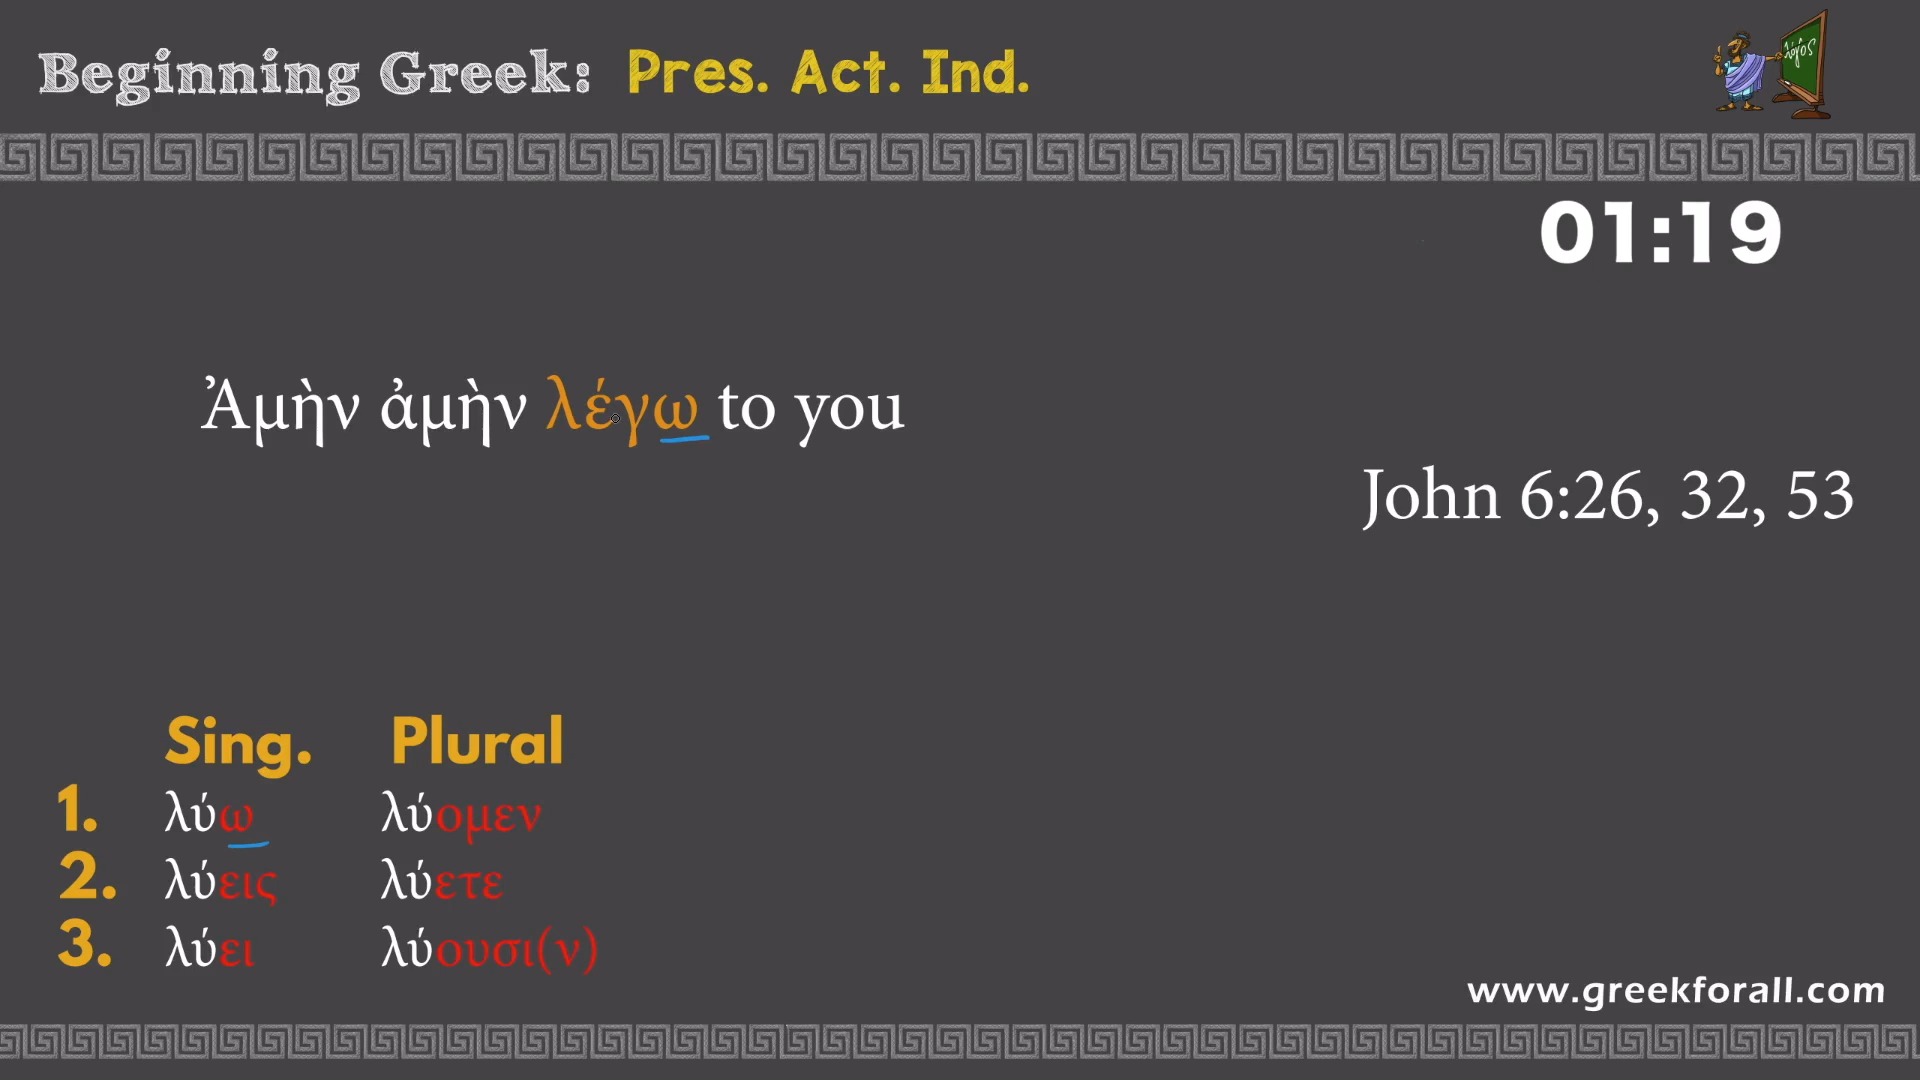 Beginning Greek: Pres. Act. Ind.
λόγος
01:19
Ἀμὴν ἀμὴν λέγω to you
John 6:26, 32, 53
Sing. Plural
1. λύω λύομεν
2. λύεις λύετε
3. λύει λύουσι(ν)
www.greekforall.com